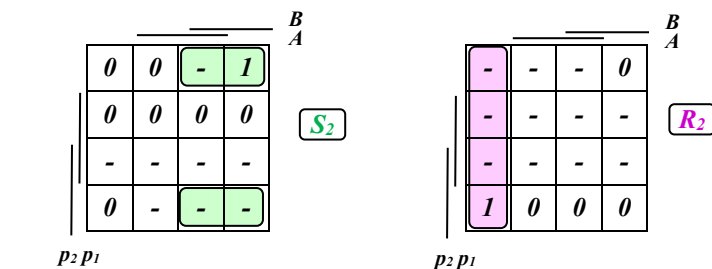 B
A
0 0 - 1
0 0 0 0
- - - -
0 - - -
S₂
p₂ p₁
B
A
- - - 0
- - - -
- - - -
1 0 0 0
R₂
p₂ p₁